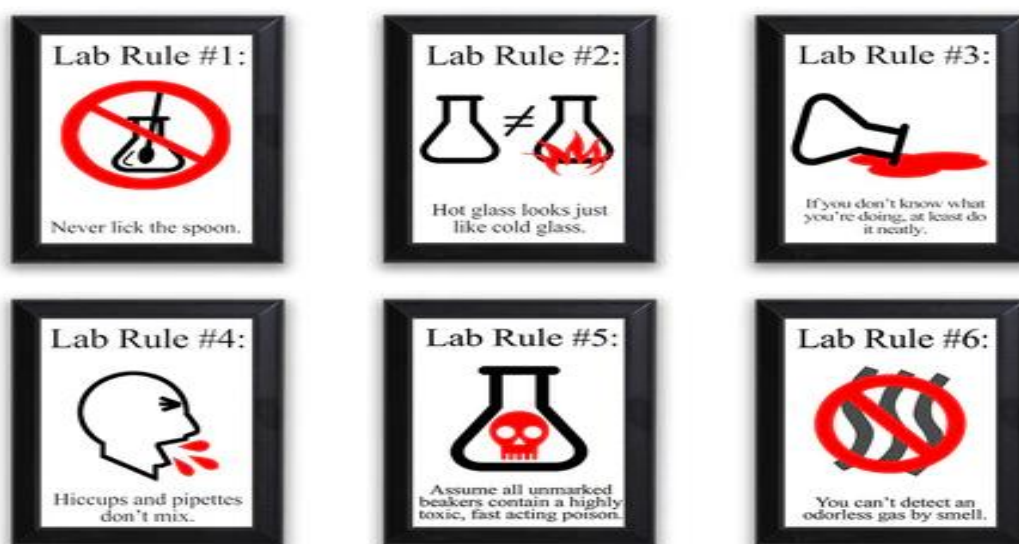 Lab Rule #1:
Never lick the spoon.
Lab Rule #2:
Hot glass looks just
like cold glass.
Lab Rule #3:
If you don't know what
you're doing, at least do
it neatly.
Lab Rule #4:
Hiccups and pipettes
don't mix.
Lab Rule #5:
Assume all unmarked
beakers contain a highly
toxic, fast acting poison.
Lab Rule #6:
You can't detect an
odorless gas by smell.